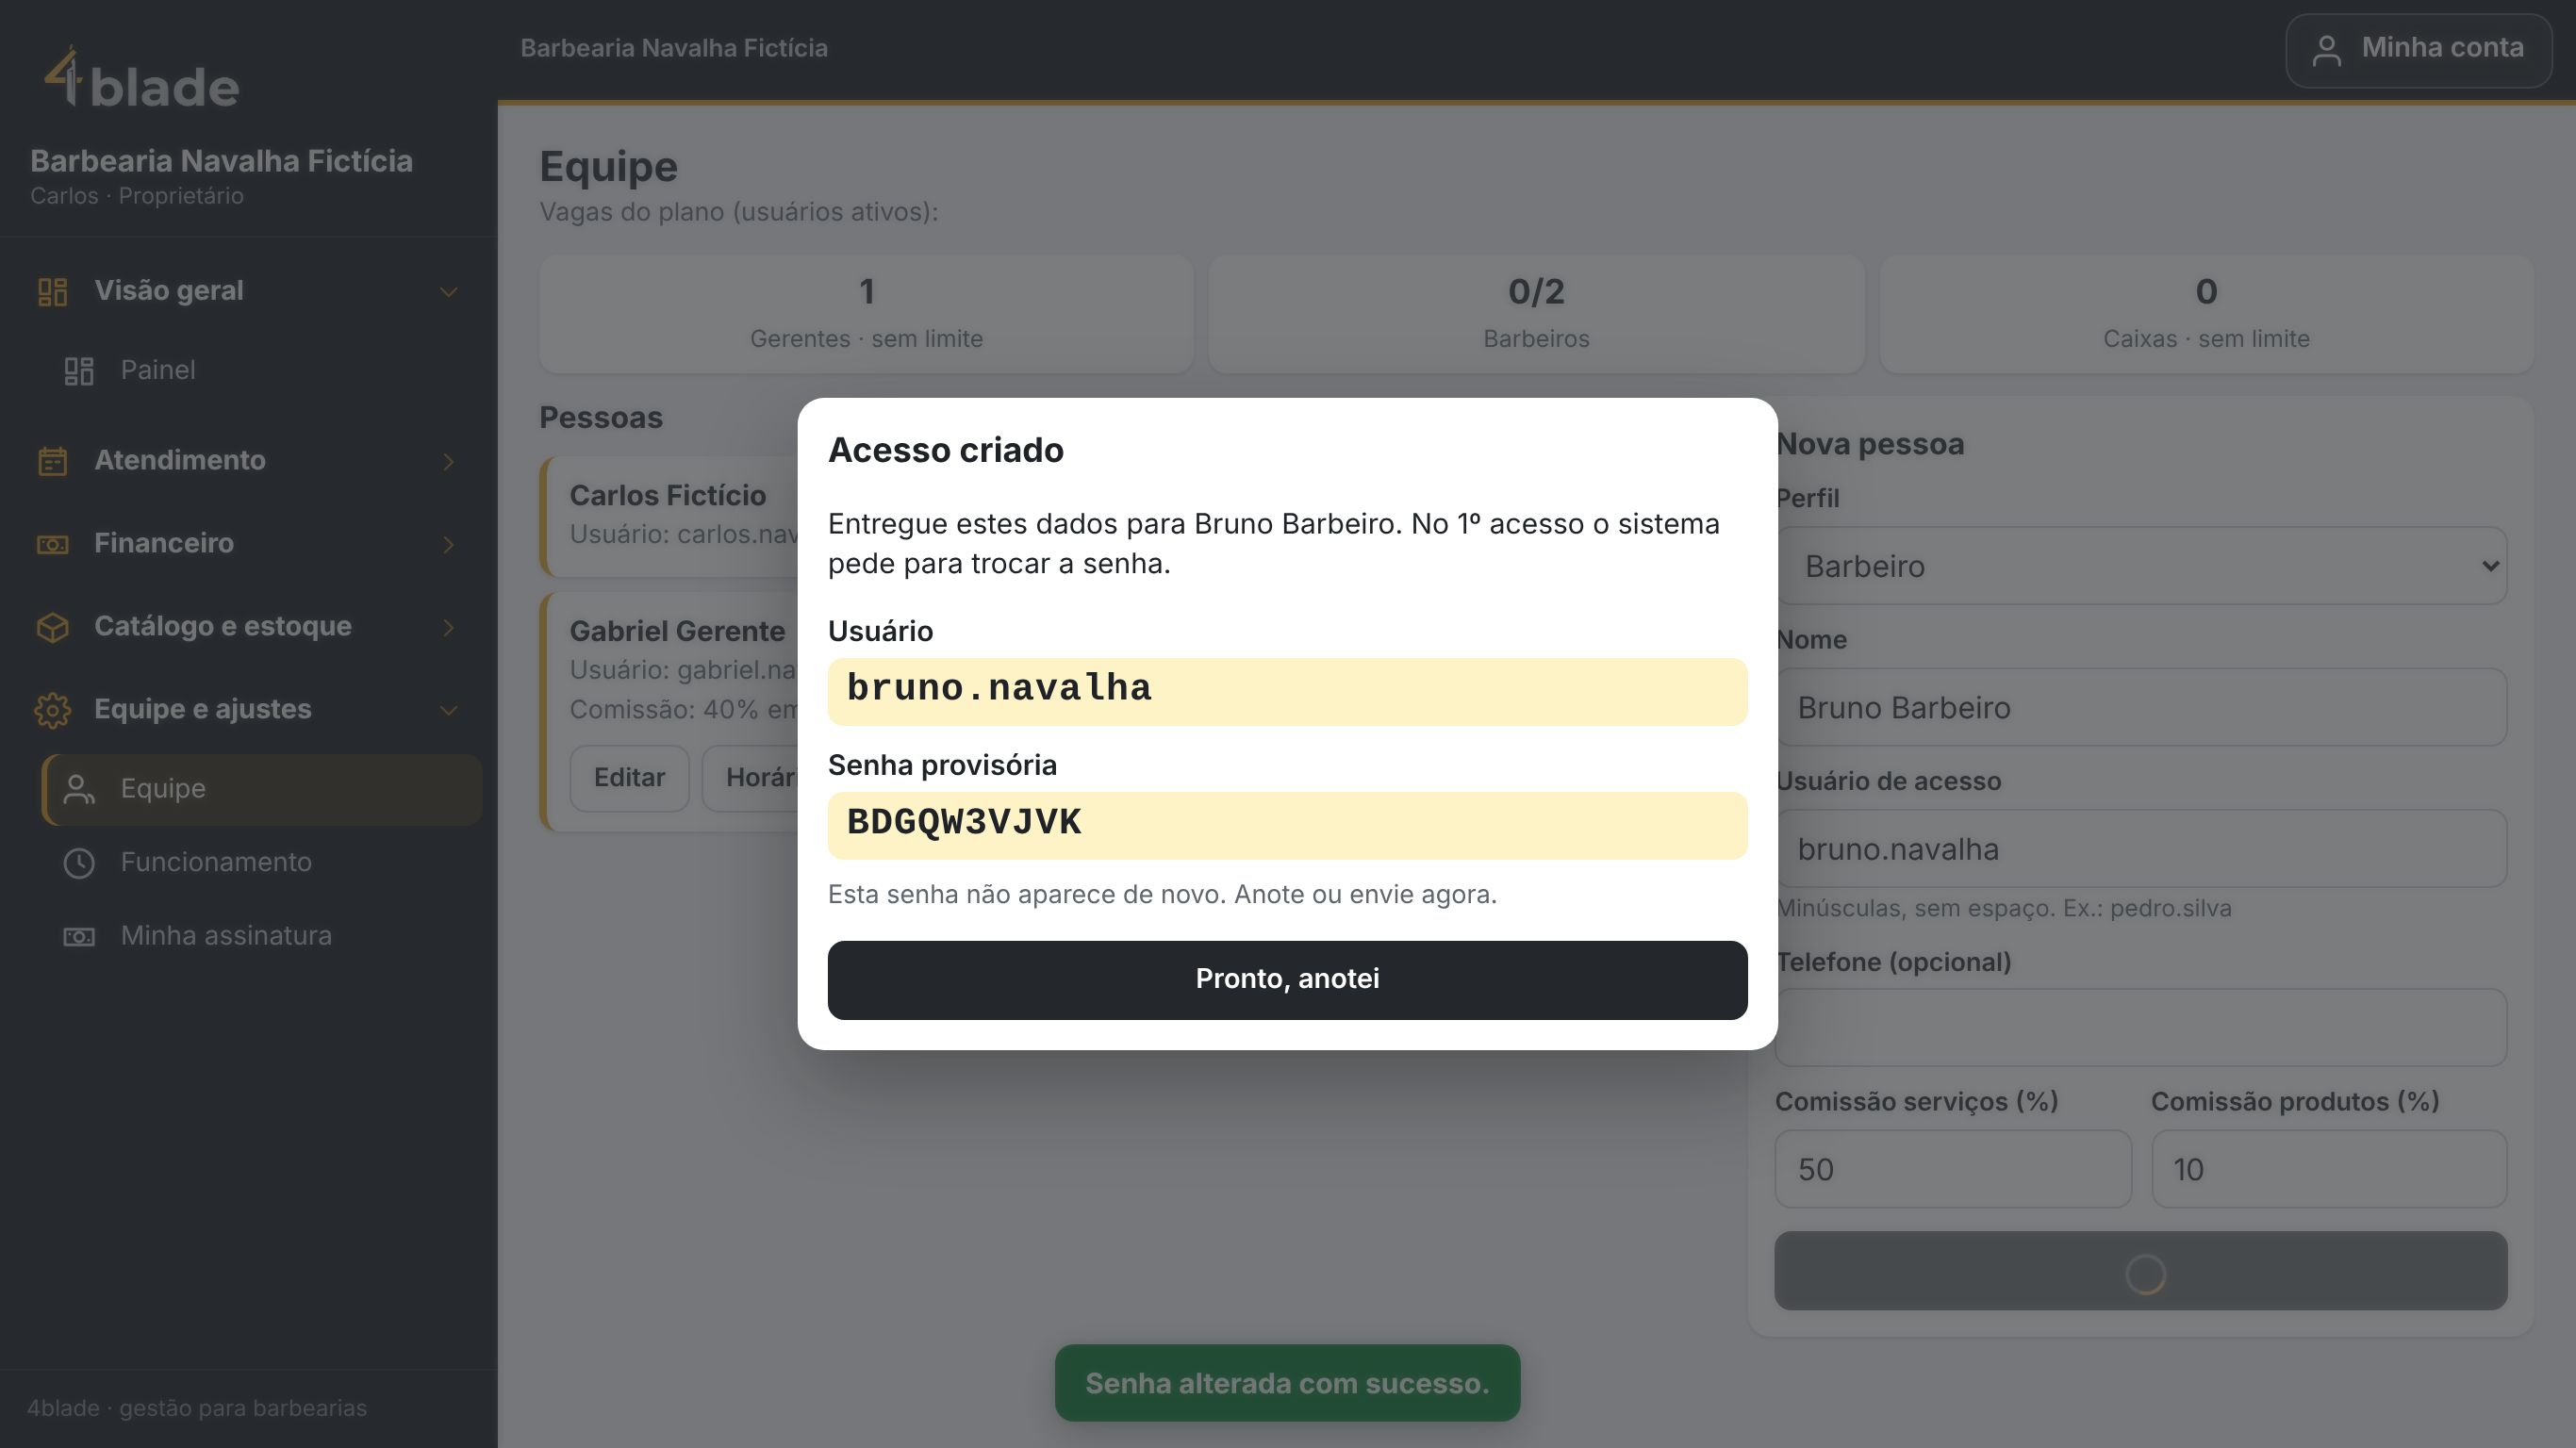 4blade
Barbearia Navalha Fictícia
Carlos · Proprietário
Visão geral
Painel
Atendimento
Financeiro
Catálogo e estoque
Equipe e ajustes
Equipe
Funcionamento
Minha assinatura
4blade · gestão para barbearias
Barbearia Navalha Fictícia
Minha conta
Equipe
Vagas do plano (usuários ativos):
1
Gerentes · sem limite
0/2
Barbeiros
0
Caixas · sem limite
Pessoas
Carlos Fictício
Usuário: carlos.nav
Gabriel Gerente
Usuário: gabriel.na
Comissão: 40% em
Editar
Horári
Acesso criado
Entregue estes dados para Bruno Barbeiro. No 1º acesso o sistema
pede para trocar a senha.
Usuário
bruno.navalha
Senha provisória
BDGQW3VJVK
Esta senha não aparece de novo. Anote ou envie agora.
Pronto, anotei
Nova pessoa
Perfil
Barbeiro
Nome
Bruno Barbeiro
Usuário de acesso
bruno.navalha
Minúsculas, sem espaço. Ex.: pedro.silva
Telefone (opcional)
Comissão serviços (%)
Comissão produtos (%)
50
10
Senha alterada com sucesso.